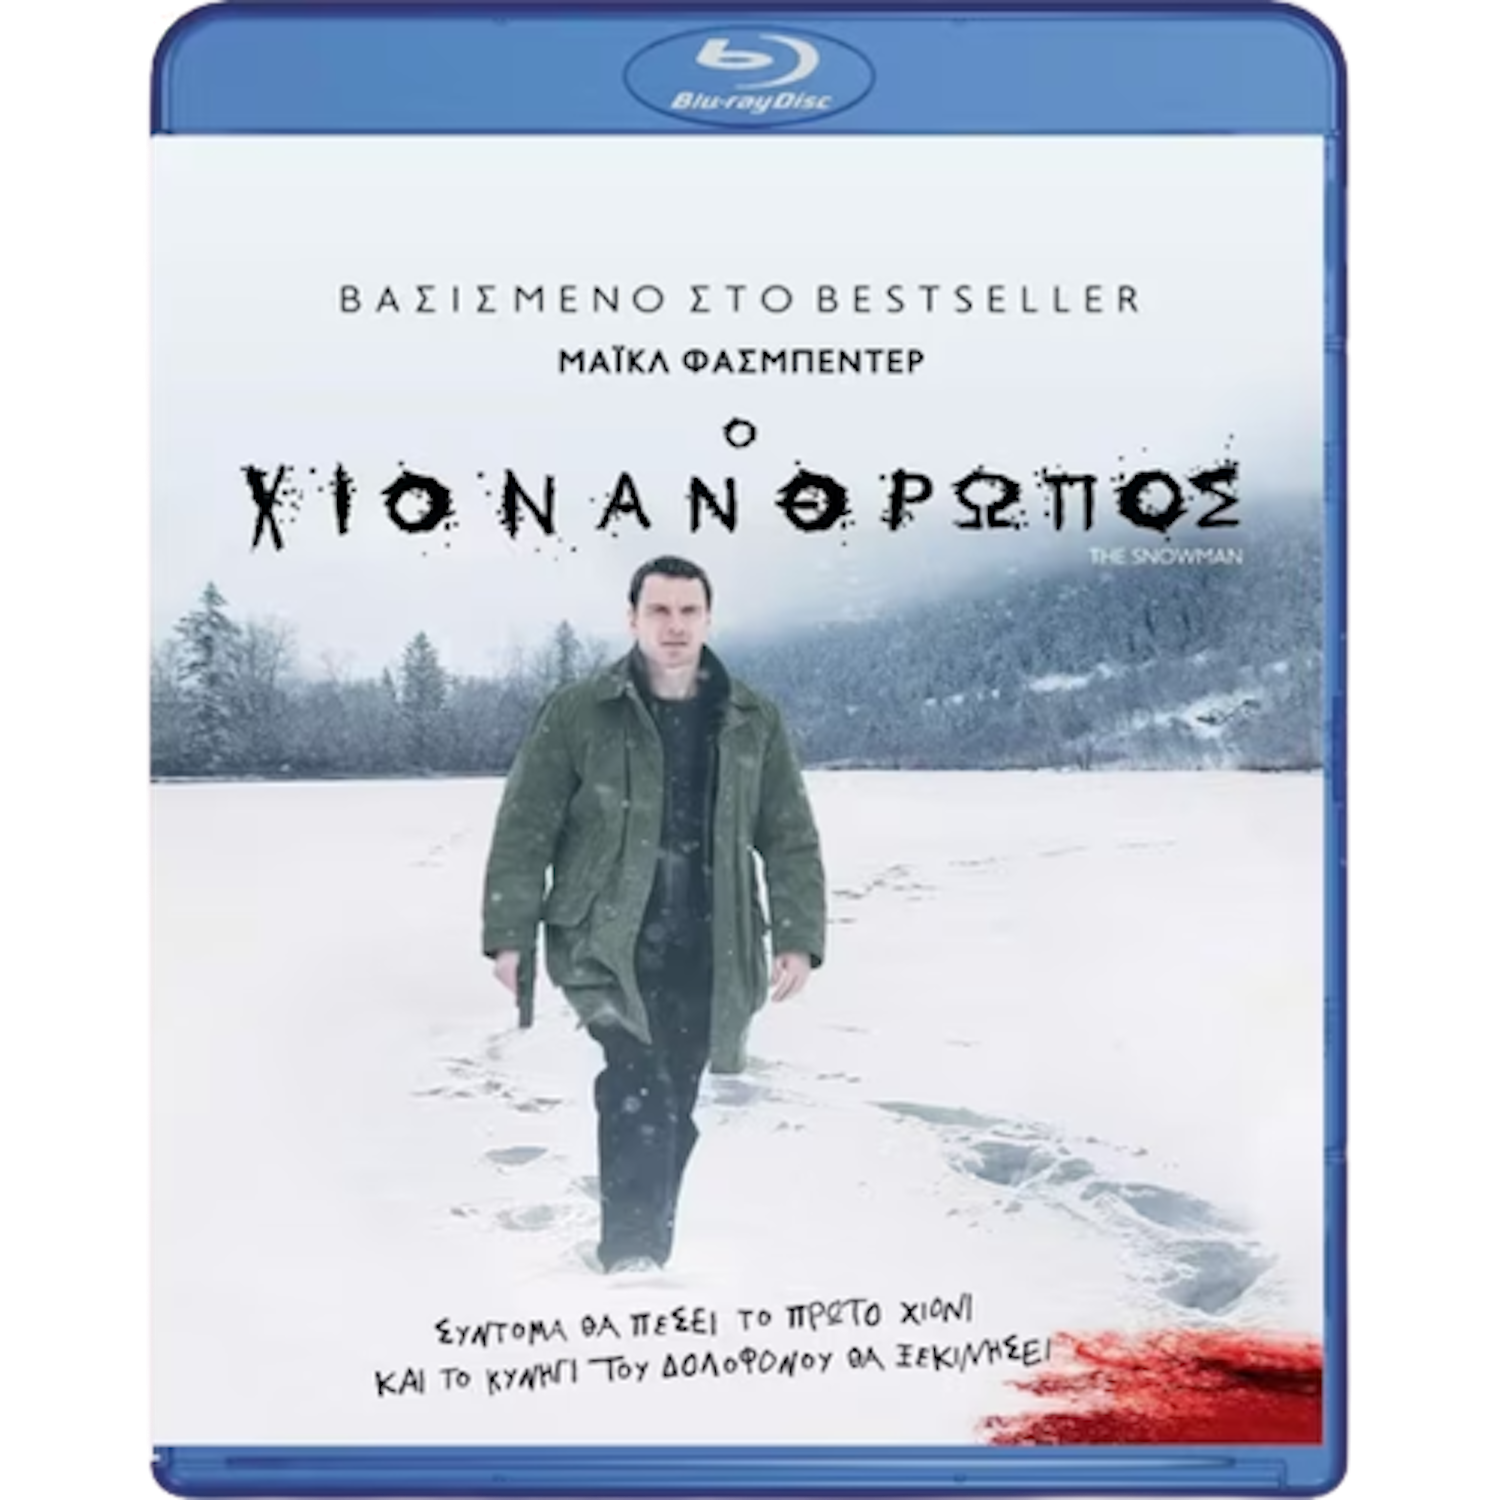 Blu-ray Disc
ΒΑΣΙΣΜΕΝΟ ΣΤΟ BESTSELLER
ΜΑΪΚΛ ΦΑΣΜΠΕΝΤΕΡ
Ο
ΧΙΟΝΑΝΘΡΩΠΟΣ
THE SNOWMAN
ΣΥΝΤΟΜΑ ΘΑ ΠΕΣΕΙ ΤΟ ΠΡΩΤΟ ΧΙΟΝΙ
ΚΑΙ ΤΟ ΚΥΝΗΓΙ ΤΟΥ ΔΟΛΟΦΟΝΟΥ ΘΑ ΞΕΚΙΝΗΣΕΙ